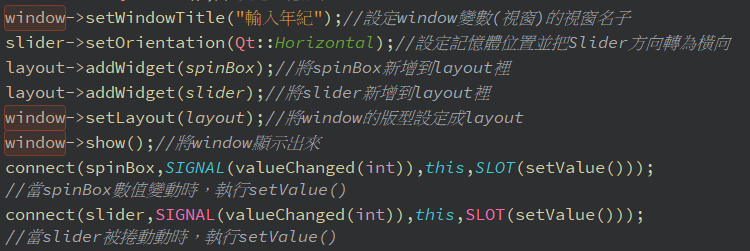 window->setWindowTitle("輸入年紀");//設定window變數(視窗)的視窗名子
slider->setOrientation(Qt::Horizontal);//設定記憶體位置並把Slider方向轉為橫向
layout->addWidget(spinBox);//將spinBox新增到layout裡
layout->addWidget(slider);//將slider新增到layout裡
window->setLayout(layout);//將window的版型設定成layout
window->show();//將window顯示出來
connect(spinBox,SIGNAL(valueChanged(int)),this,SLOT(setValue()));
//當spinBox數值變動時，執行setValue()
connect(slider,SIGNAL(valueChanged(int)),this,SLOT(setValue()));
//當slider被捲動動時，執行setValue()